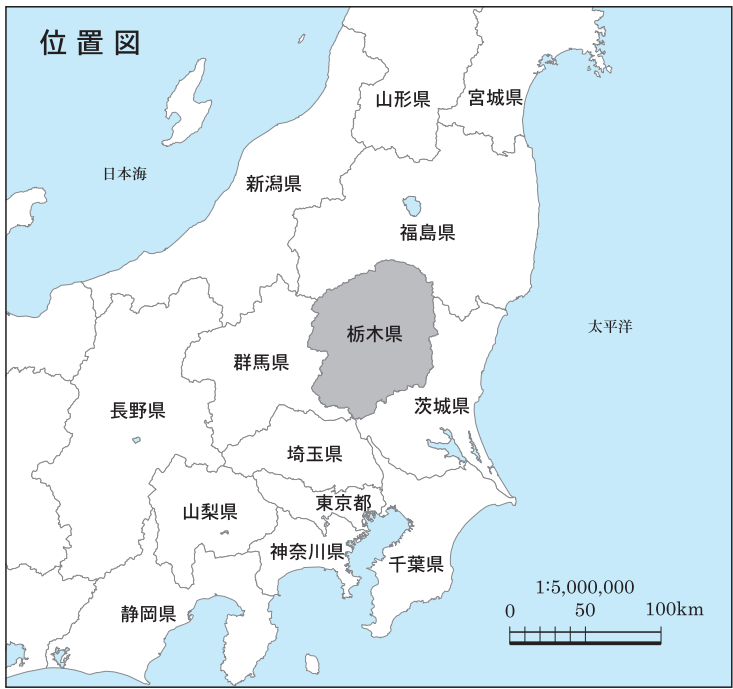 位置図
山形県
宮城県
日本海
新潟県
福島県
太平洋
栃木県
群馬県
茨城県
長野県
埼玉県
東京都
山梨県
神奈川県
千葉県
静岡県
1:5,000,000
0 50 100km